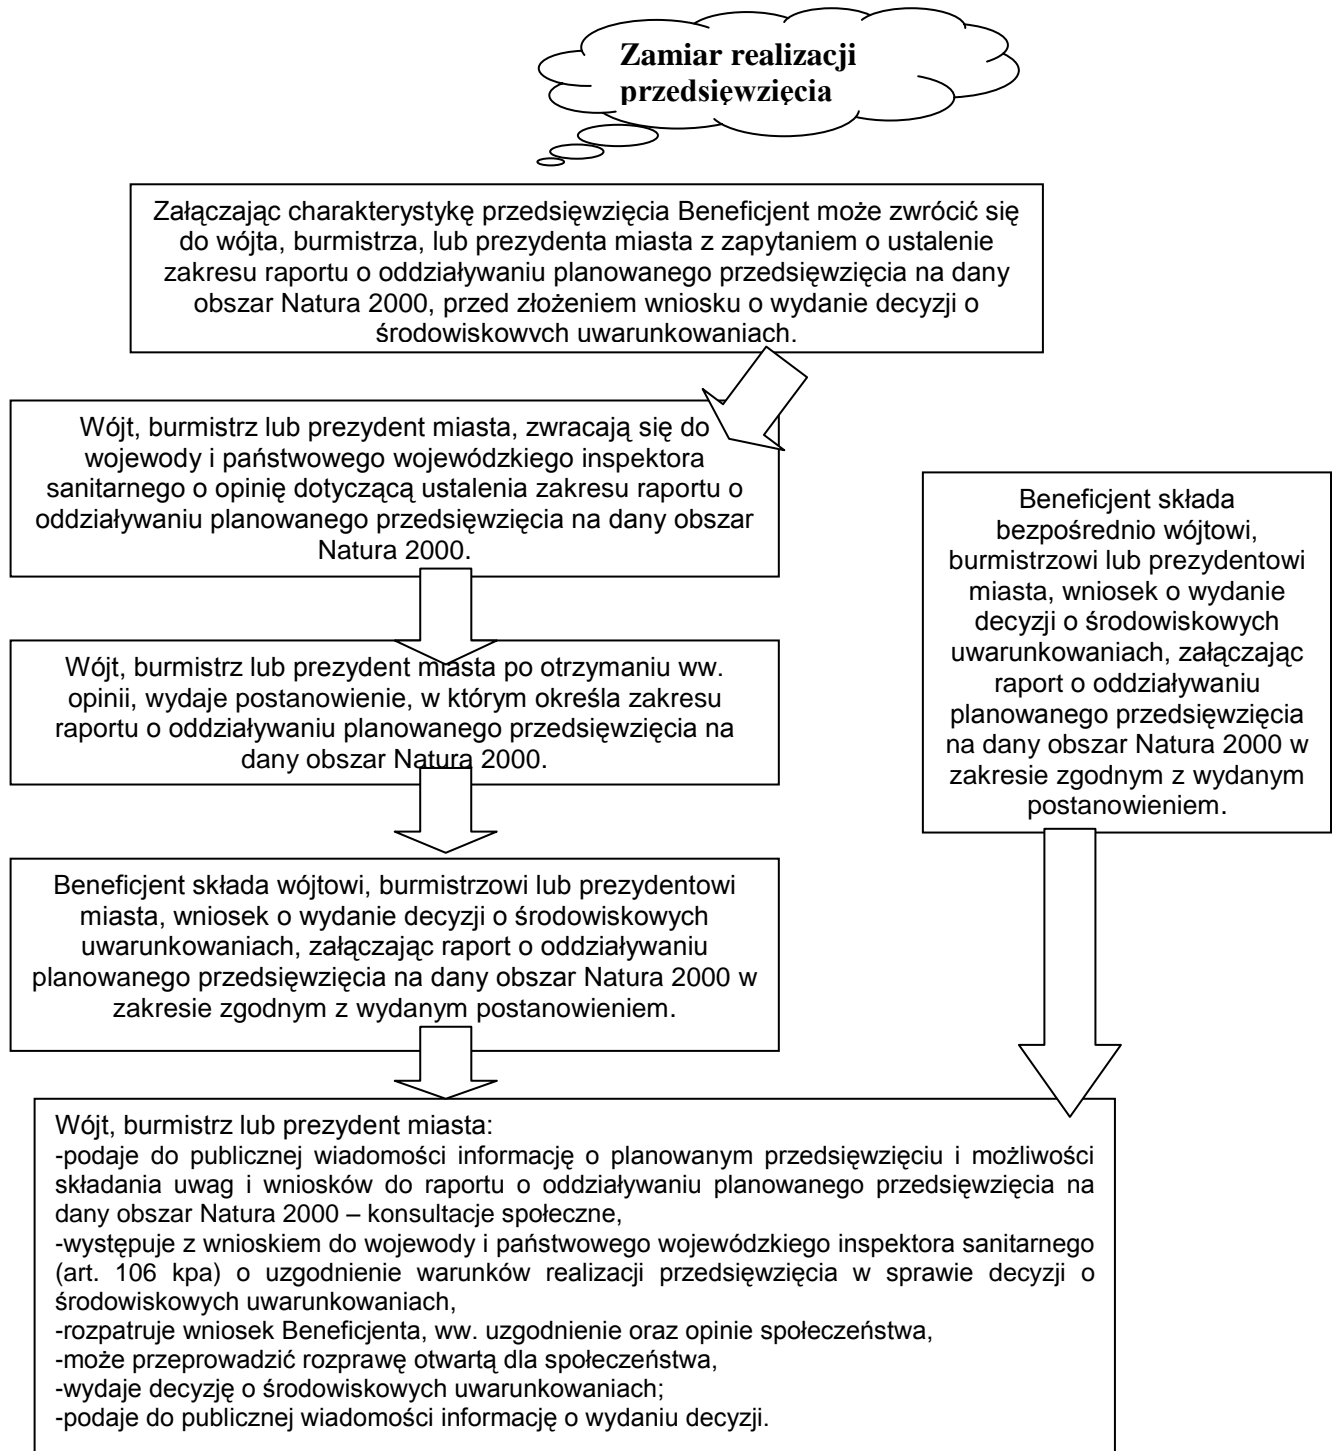 Zamiar realizacji
przedsięwzięcia
Załączając charakterystykę przedsięwzięcia Beneficjent może zwrócić się
do wójta, burmistrza, lub prezydenta miasta z zapytaniem o ustalenie
zakresu raportu o oddziaływaniu planowanego przedsięwzięcia na dany
obszar Natura 2000, przed złożeniem wniosku o wydanie decyzji o
środowiskowych uwarunkowaniach.
Wójt, burmistrz lub prezydent miasta, zwracają się do
wojewody i państwowego wojewódzkiego inspektora
sanitarnego o opinię dotyczącą ustalenia zakresu raportu o
oddziaływaniu planowanego przedsięwzięcia na dany obszar
Natura 2000.
Wójt, burmistrz lub prezydent miasta po otrzymaniu ww.
opinii, wydaje postanowienie, w którym określa zakresu
raportu o oddziaływaniu planowanego przedsięwzięcia na
dany obszar Natura 2000.
Beneficjent składa wójtowi, burmistrzowi lub prezydentowi
miasta, wniosek o wydanie decyzji o środowiskowych
uwarunkowaniach, załączając raport o oddziaływaniu
planowanego przedsięwzięcia na dany obszar Natura 2000 w
zakresie zgodnym z wydanym postanowieniem.
Beneficjent składa
bezpośrednio wójtowi,
burmistrzowi lub prezydentowi
miasta, wniosek o wydanie
decyzji o środowiskowych
uwarunkowaniach, załączając
raport o oddziaływaniu
planowanego przedsięwzięcia
na dany obszar Natura 2000 w
zakresie zgodnym z wydanym
postanowieniem.
Wójt, burmistrz lub prezydent miasta:
-podaje do publicznej wiadomości informację o planowanym przedsięwzięciu i możliwości
składania uwag i wniosków do raportu o oddziaływaniu planowanego przedsięwzięcia na
dany obszar Natura 2000 – konsultacje społeczne,
-występuje z wnioskiem do wojewody i państwowego wojewódzkiego inspektora sanitarnego
(art. 106 kpa) o uzgodnienie warunków realizacji przedsięwzięcia w sprawie decyzji o
środowiskowych uwarunkowaniach,
-rozpatruje wniosek Beneficjenta, ww. uzgodnienie oraz opinie społeczeństwa,
-może przeprowadzić rozprawę otwartą dla społeczeństwa,
-wydaje decyzję o środowiskowych uwarunkowaniach;
-podaje do publicznej wiadomości informację o wydaniu decyzji.